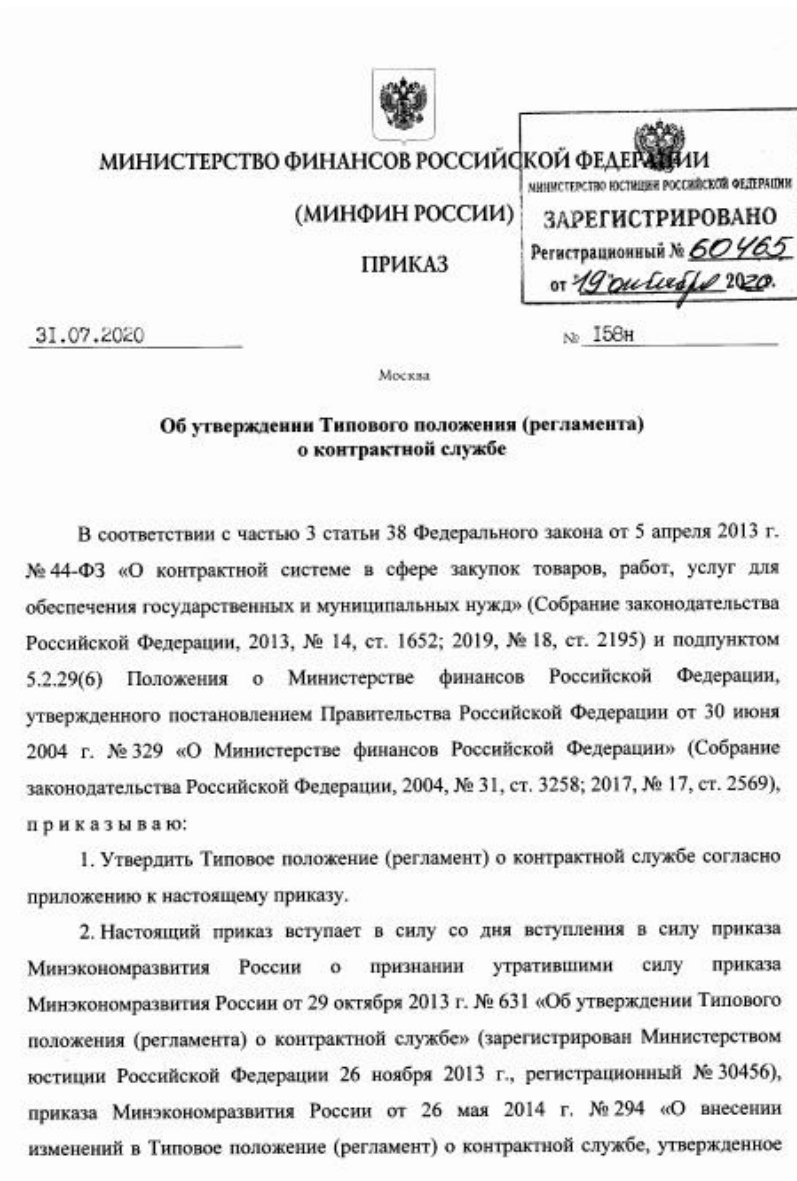 МИНИСТЕРСТВО ФИНАНСОВ РОССИЙСКОЙ ФЕДЕРАЦИИ
(МИНФИН РОССИИ)
ПРИКАЗ
МИНИСТЕРСТВО ЮСТИЦИИ РОССИЙСКОЙ ФЕДЕРАЦИИ
ЗАРЕГИСТРИРОВАНО
Регистрационный № 60465
от "19" октября 2020.
31.07.2020
№ 158н
Москва
Об утверждении Типового положения (регламента)
о контрактной службе
В соответствии с частью 3 статьи 38 Федерального закона от 5 апреля 2013 г.
№ 44-ФЗ «О контрактной системе в сфере закупок товаров, работ, услуг для
обеспечения государственных и муниципальных нужд» (Собрание законодательства
Российской Федерации, 2013, № 14, ст. 1652; 2019, № 18, ст. 2195) и подпунктом
5.2.29(6) Положения о Министерстве финансов Российской Федерации,
утвержденного постановлением Правительства Российской Федерации от 30 июня
2004 г. № 329 «О Министерстве финансов Российской Федерации» (Собрание
законодательства Российской Федерации, 2004, № 31, ст. 3258; 2017, № 17, ст. 2569),
п р и к а з ы в а ю:
1. Утвердить Типовое положение (регламент) о контрактной службе согласно
приложению к настоящему приказу.
2. Настоящий приказ вступает в силу со дня вступления в силу приказа
Минэкономразвития России о признании утратившими силу приказа
Минэкономразвития России от 29 октября 2013 г. № 631 «Об утверждении Типового
положения (регламента) о контрактной службе» (зарегистрирован Министерством
юстиции Российской Федерации 26 ноября 2013 г., регистрационный № 30456),
приказа Минэкономразвития России от 26 мая 2014 г. № 294 «О внесении
изменений в Типовое положение (регламент) о контрактной службе, утвержденное